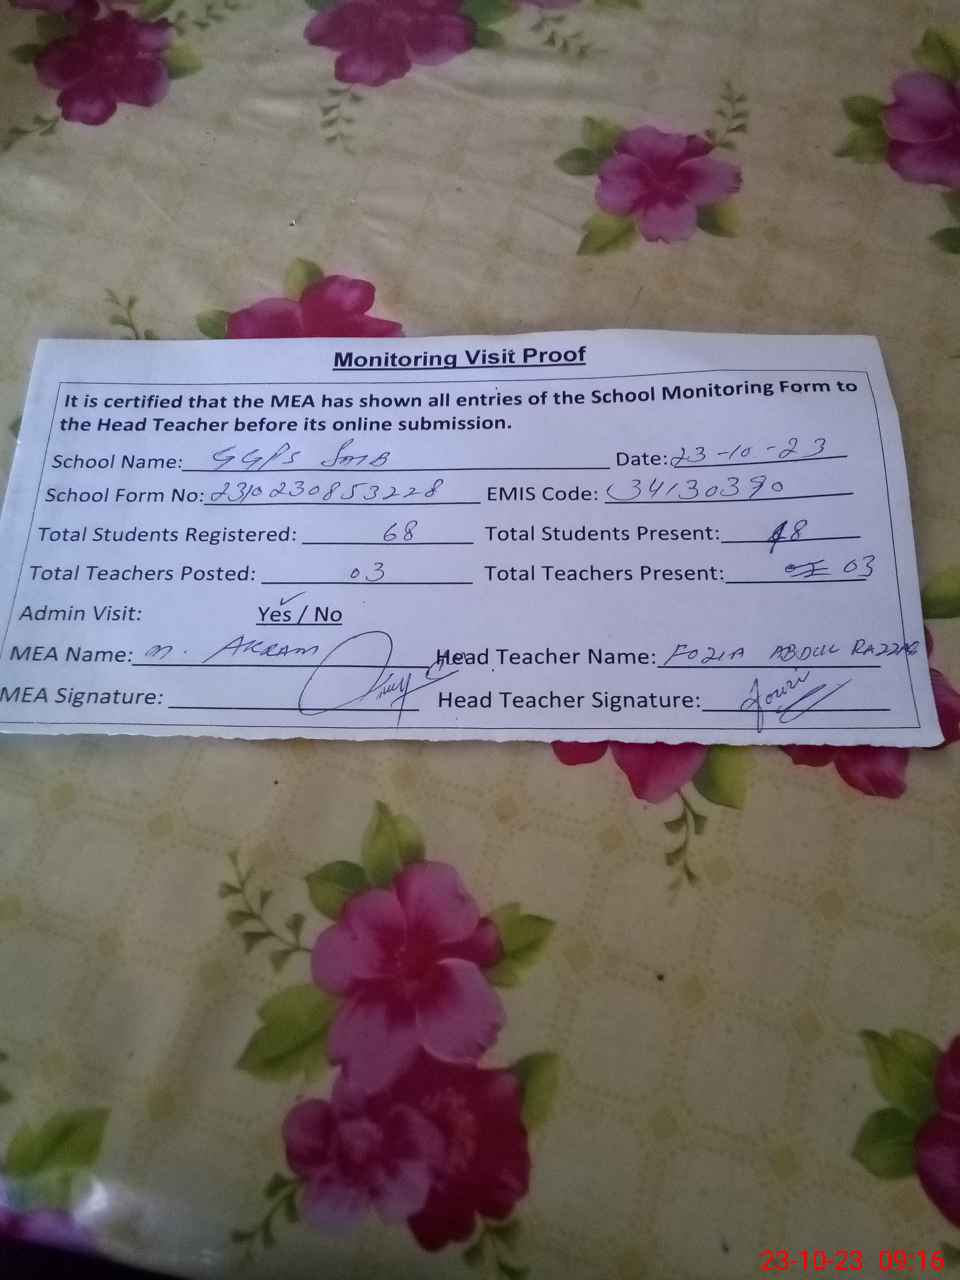 Monitoring Visit Proof
It is certified that the MEA has shown all entries of the School Monitoring Form to
the Head Teacher before its online submission.
School Name: GGPS SMB Date: 23-10-23
School Form No: 2310230853228 EMIS Code: 34130390
Total Students Registered: 68 Total Students Present: 48
Total Teachers Posted: 03 Total Teachers Present: 03
Admin Visit: Yes / No
MEA Name: M. AKRAM Head Teacher Name: FOZIA ABDUL RAZZAQ
MEA Signature: Head Teacher Signature:
23-10-23 09:16